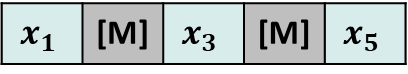 x₁ [M] x₃ [M] x₅